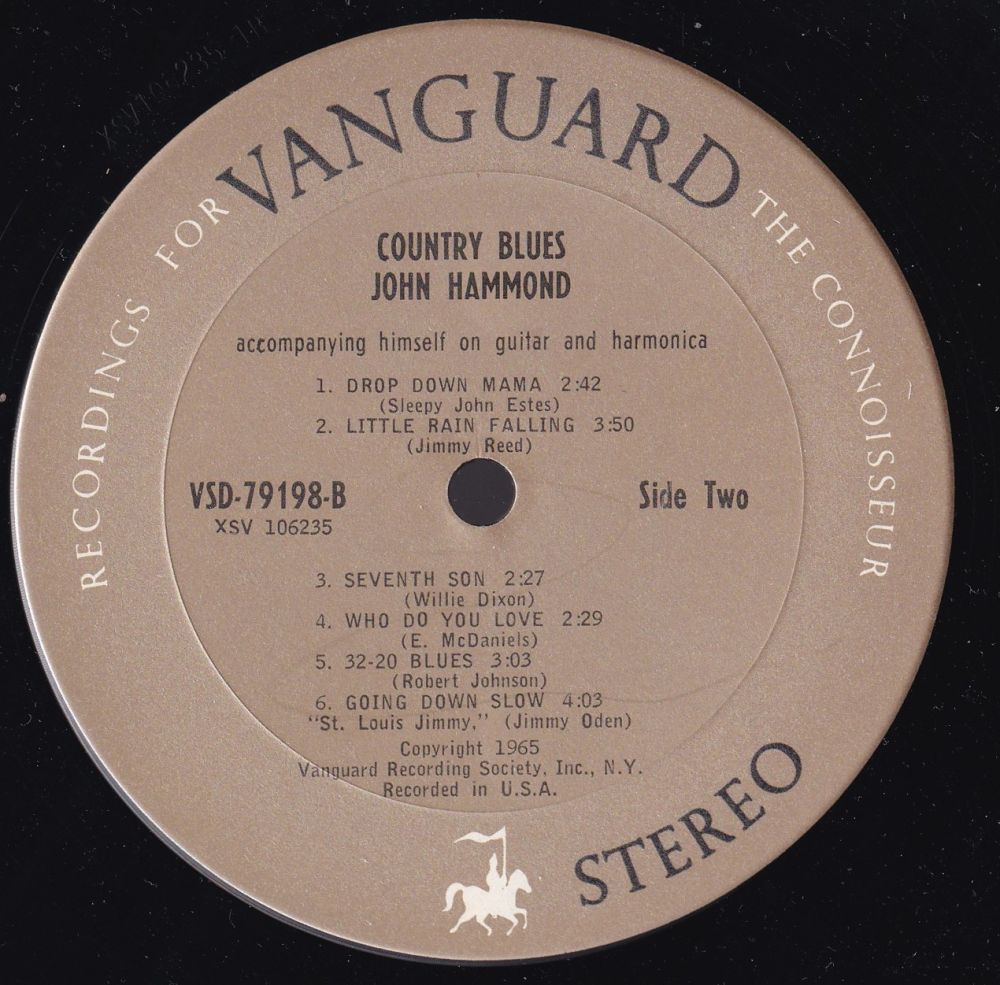 RECORDINGS FOR VANGUARD THE CONNOISSEUR
COUNTRY BLUES
JOHN HAMMOND
accompanying himself on guitar and harmonica
1. DROP DOWN MAMA 2:42
(Sleepy John Estes)
2. LITTLE RAIN FALLING 3:50
(Jimmy Reed)
VSD-79198-B
XSV 106235
Side Two
3. SEVENTH SON 2:27
(Willie Dixon)
4. WHO DO YOU LOVE 2:29
(E. McDaniels)
5. 32-20 BLUES 3:03
(Robert Johnson)
6. GOING DOWN SLOW 4:03
"St. Louis Jimmy," (Jimmy Oden)
Copyright 1965
Vanguard Recording Society, Inc., N.Y.
Recorded in U.S.A.
STEREO